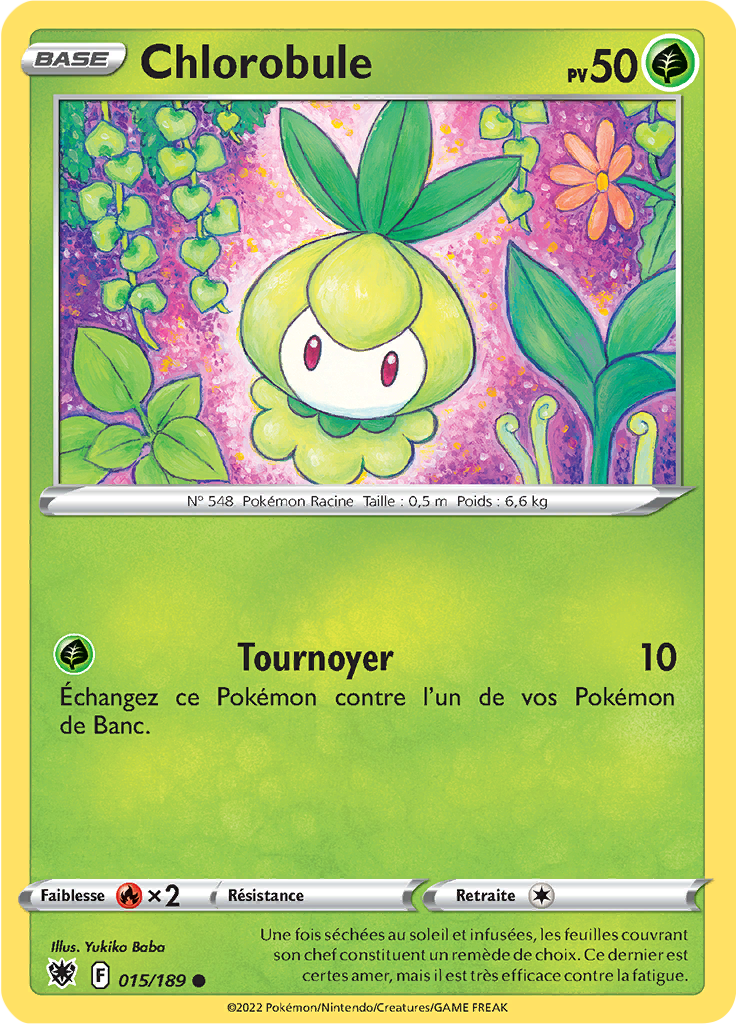 BASE
Chlorobule
PV50
N° 548 Pokémon Racine Taille : 0,5 m Poids : 6,6 kg
Tournoyer 10
Échangez ce Pokémon contre l'un de vos Pokémon
de Banc.
Faiblesse ×2 Résistance Retraite
Illus. Yukiko Baba
Une fois séchées au soleil et infusées, les feuilles couvrant
son chef constituent un remède de choix. Ce dernier est
certes amer, mais il est très efficace contre la fatigue.
F 015/189
©2022 Pokémon/Nintendo/Creatures/GAME FREAK